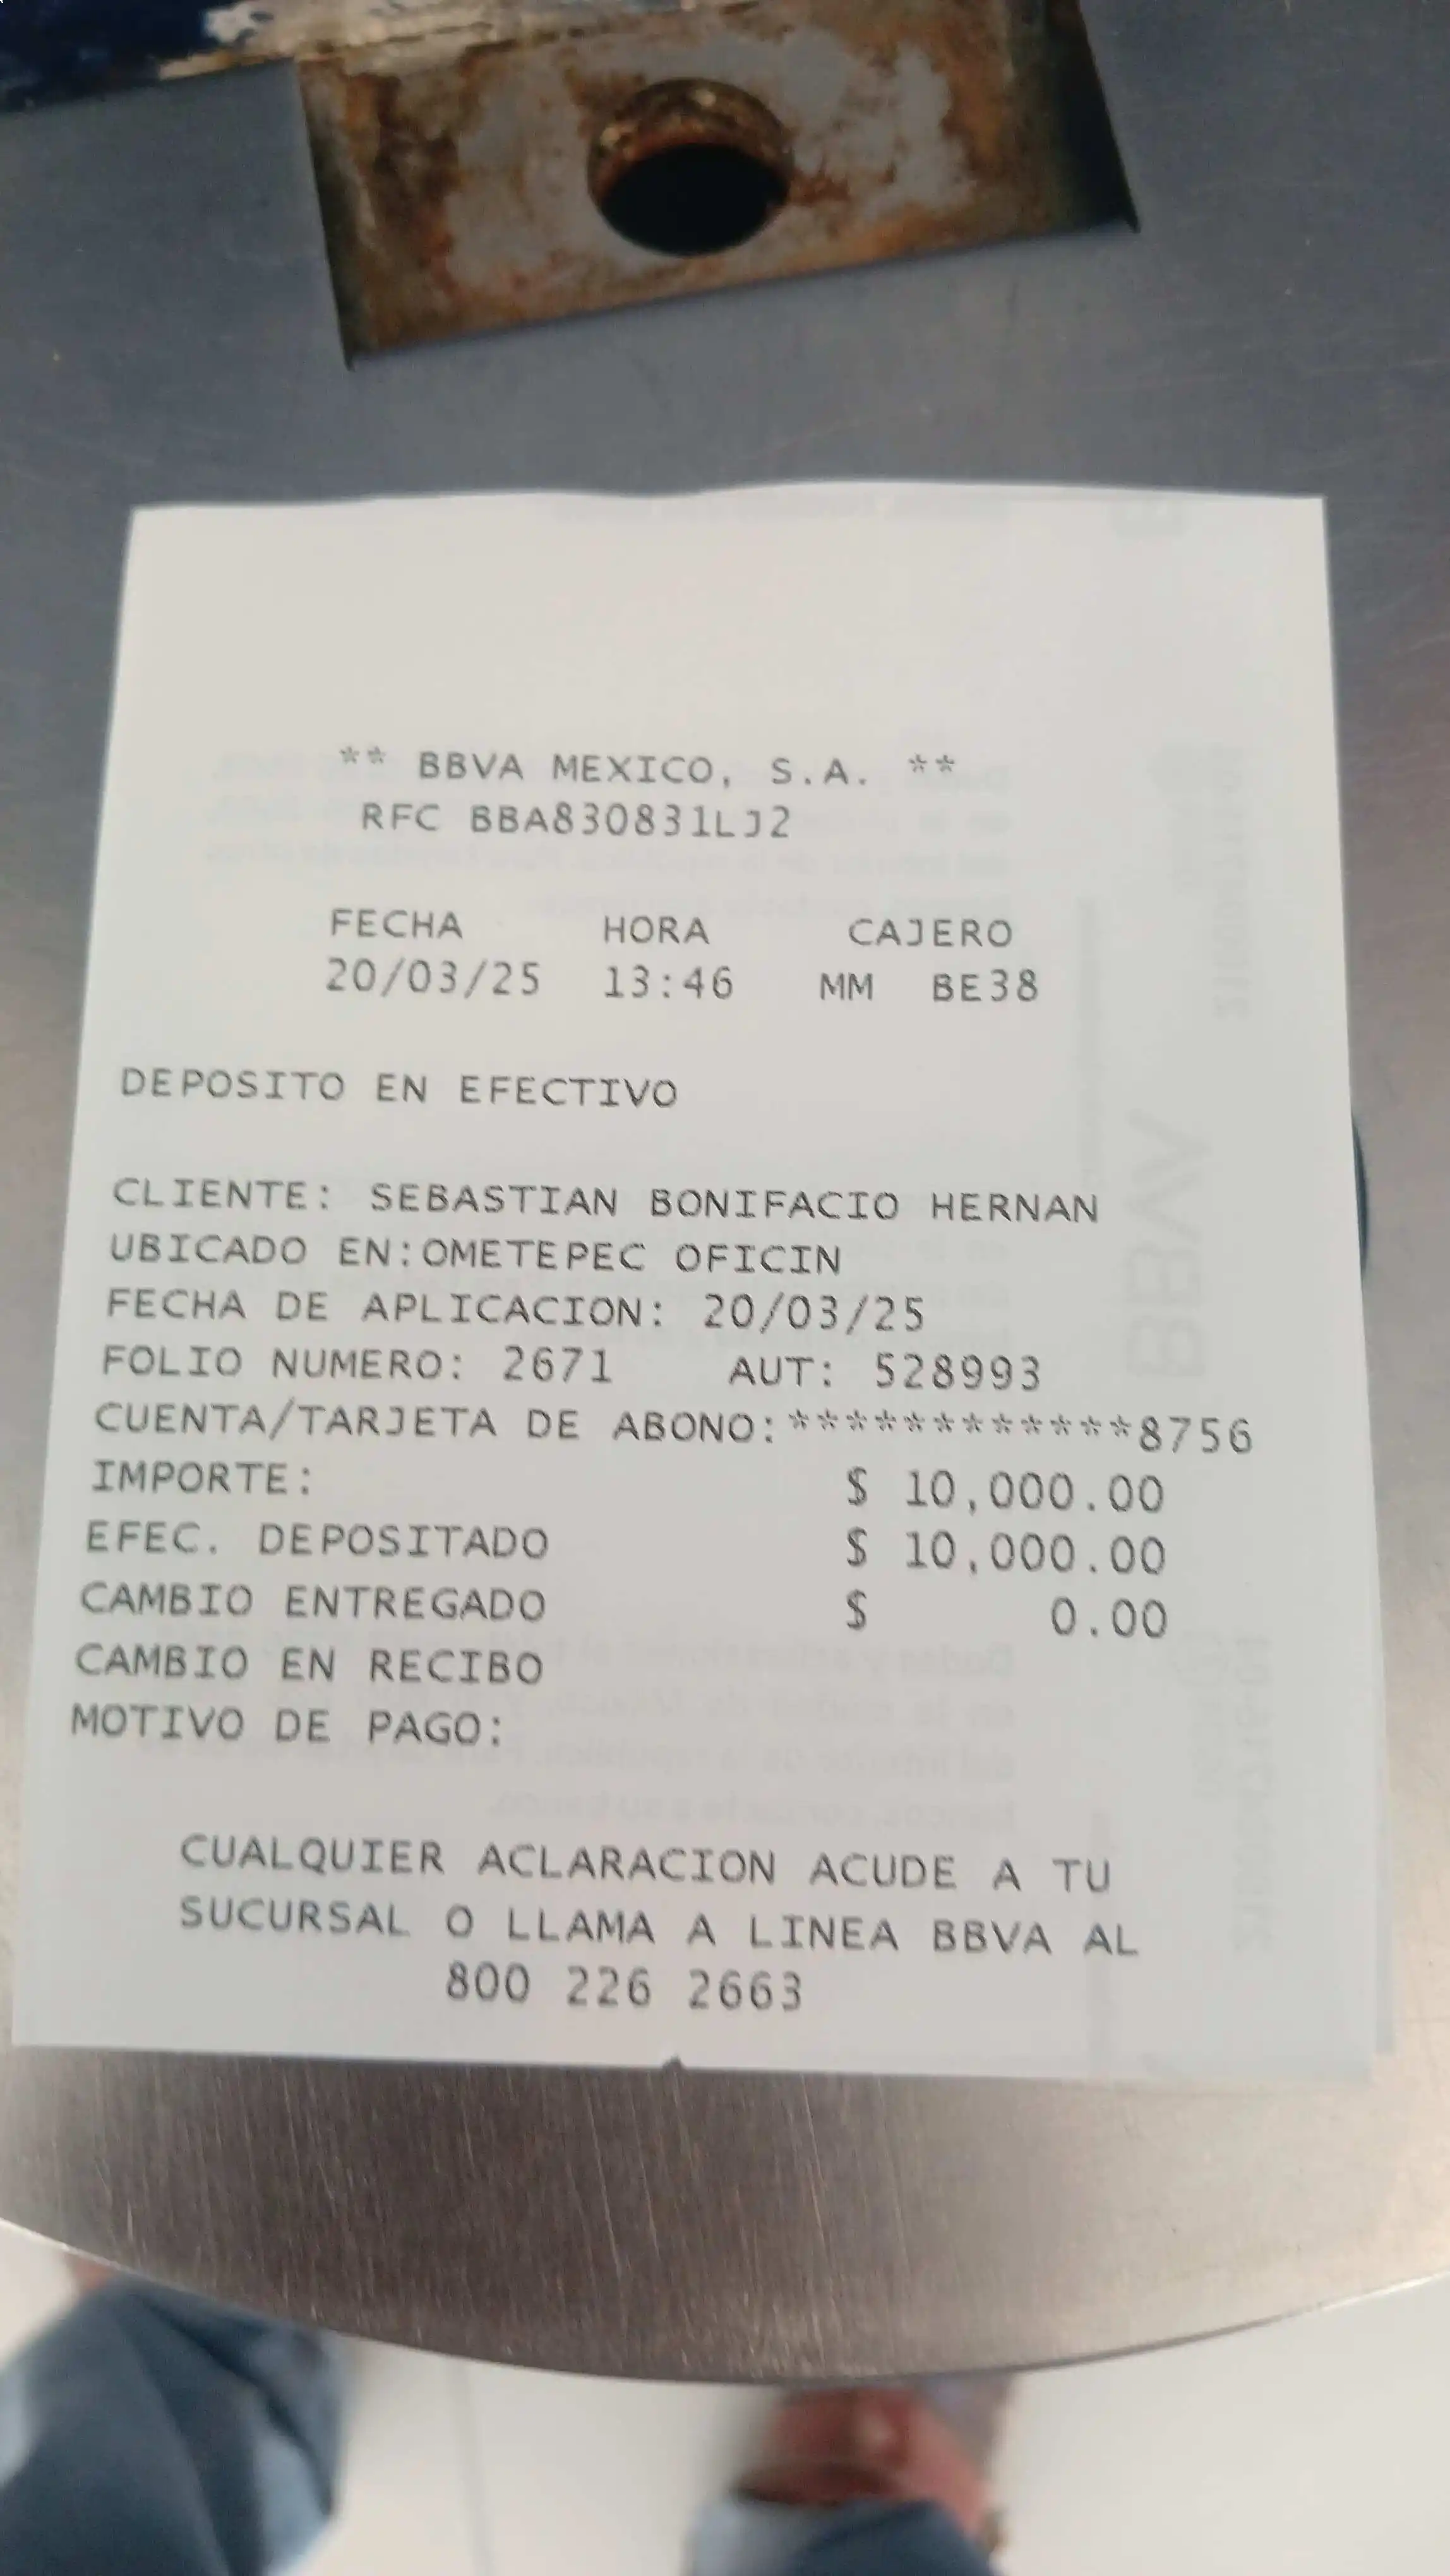 ** BBVA MEXICO, S.A. **
RFC BBA830831LJ2
FECHA HORA CAJERO
20/03/25 13:46 MM BE38
DEPOSITO EN EFECTIVO
CLIENTE: SEBASTIAN BONIFACIO HERNAN
UBICADO EN:OMETEPEC OFICIN
FECHA DE APLICACION: 20/03/25
FOLIO NUMERO: 2671 AUT: 528993
CUENTA/TARJETA DE ABONO:************8756
IMPORTE: $ 10,000.00
EFEC. DEPOSITADO $ 10,000.00
CAMBIO ENTREGADO $ 0.00
CAMBIO EN RECIBO
MOTIVO DE PAGO:
CUALQUIER ACLARACION ACUDE A TU
SUCURSAL O LLAMA A LINEA BBVA AL
800 226 2663
BBVA